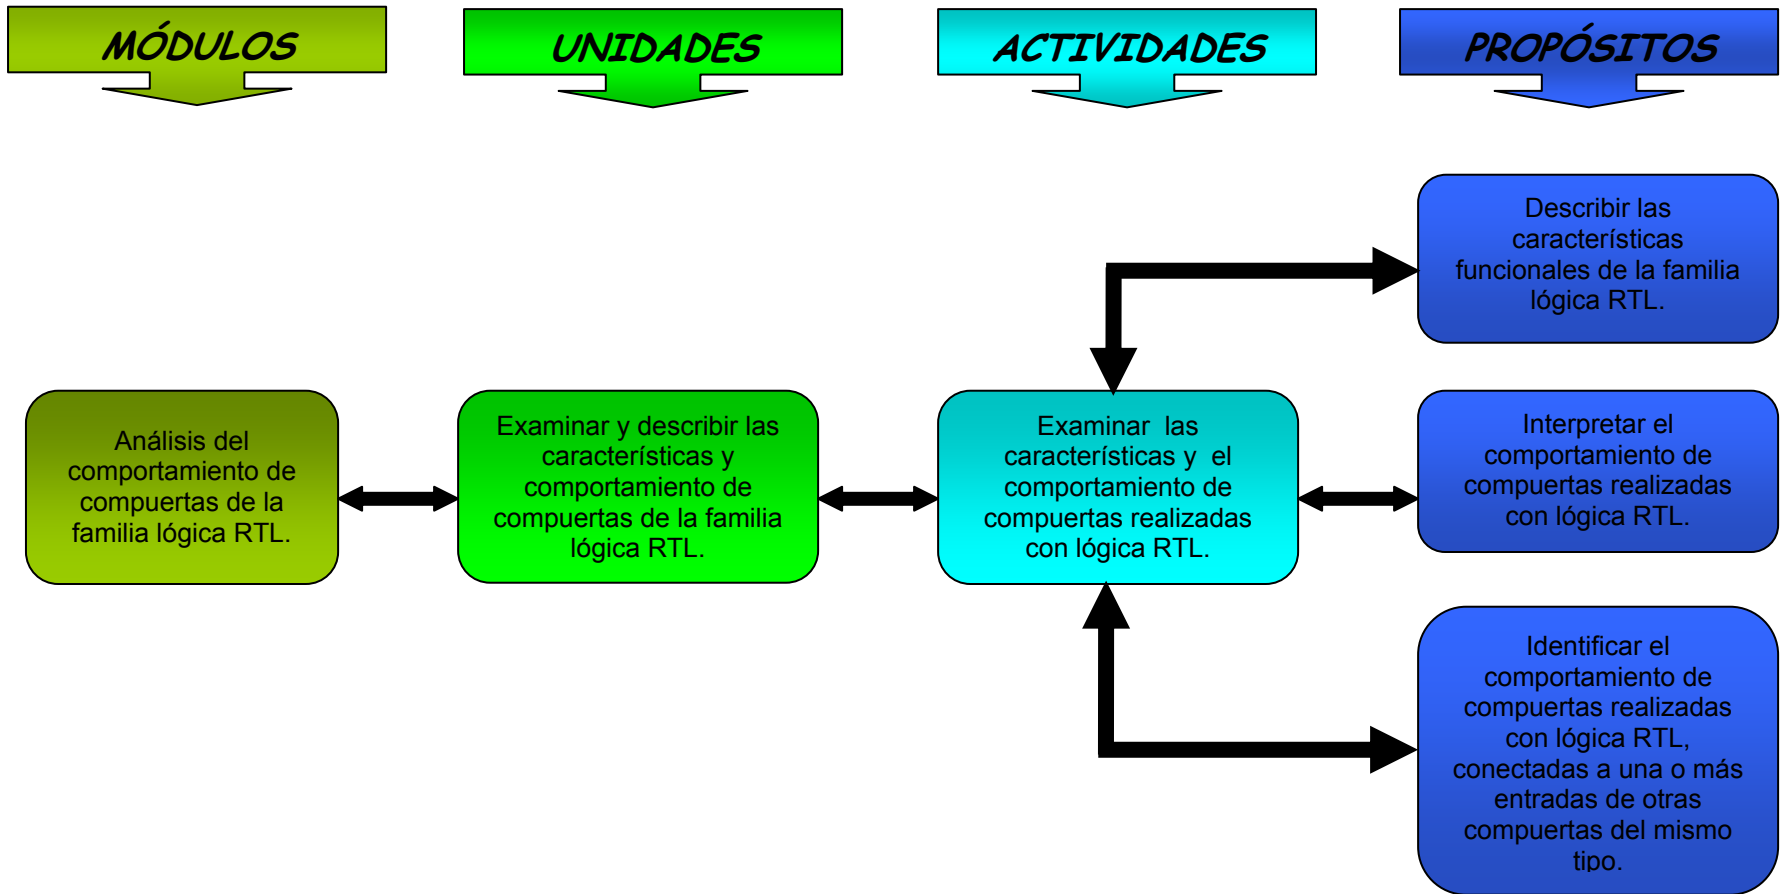 MÓDULOS
UNIDADES
ACTIVIDADES
PROPÓSITOS
Describir las
características
funcionales de la familia
lógica RTL.
Análisis del
comportamiento de
compuertas de la
familia lógica RTL.
Examinar y describir las
características y
comportamiento de
compuertas de la familia
lógica RTL.
Examinar las
características y el
comportamiento de
compuertas realizadas
con lógica RTL.
Interpretar el
comportamiento de
compuertas realizadas
con lógica RTL.
Identificar el
comportamiento de
compuertas realizadas
con lógica RTL,
conectadas a una o más
entradas de otras
compuertas del mismo
tipo.